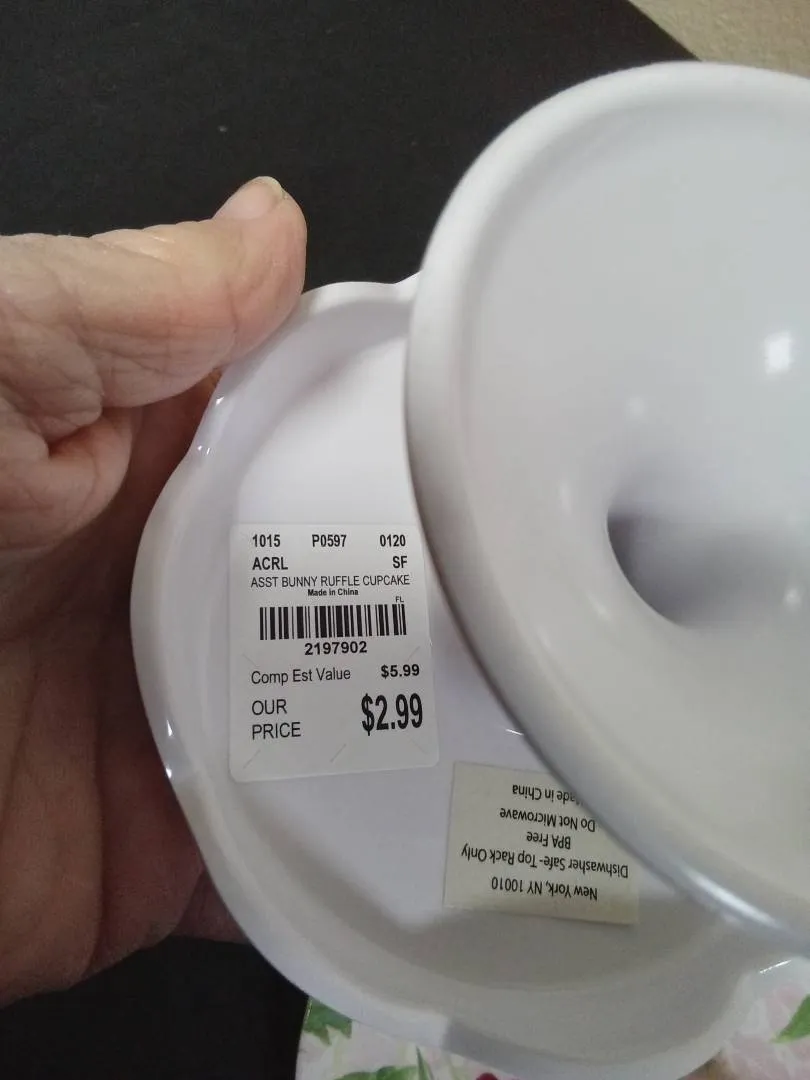 1015 P0597 0120
ACRL SF
ASST BUNNY RUFFLE CUPCAKE
Made in China
FL
2197902
Comp Est Value $5.99
OUR
PRICE $2.99
New York, NY 10010
Dishwasher Safe- Top Rack Only
BPA Free
Do Not Microwave
Made in China